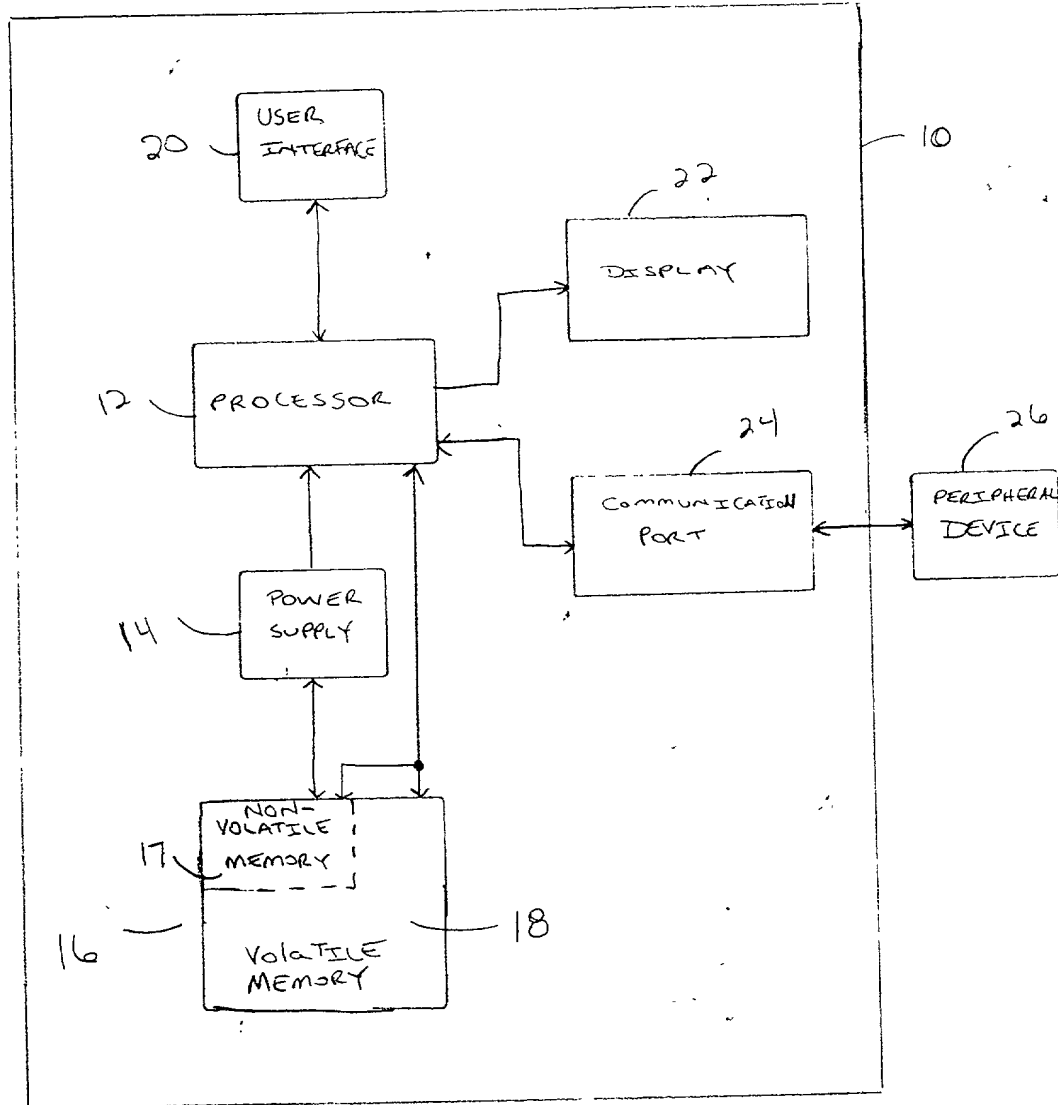 USER
INTERFACE
20
10
22
DISPLAY
12
PROCESSOR
24
26
COMMUNICATION
PORT
PERIPHERAL
DEVICE
POWER
SUPPLY
14
NON-
VOLATILE
MEMORY
17
16
18
VOlaTILE
MEMORY